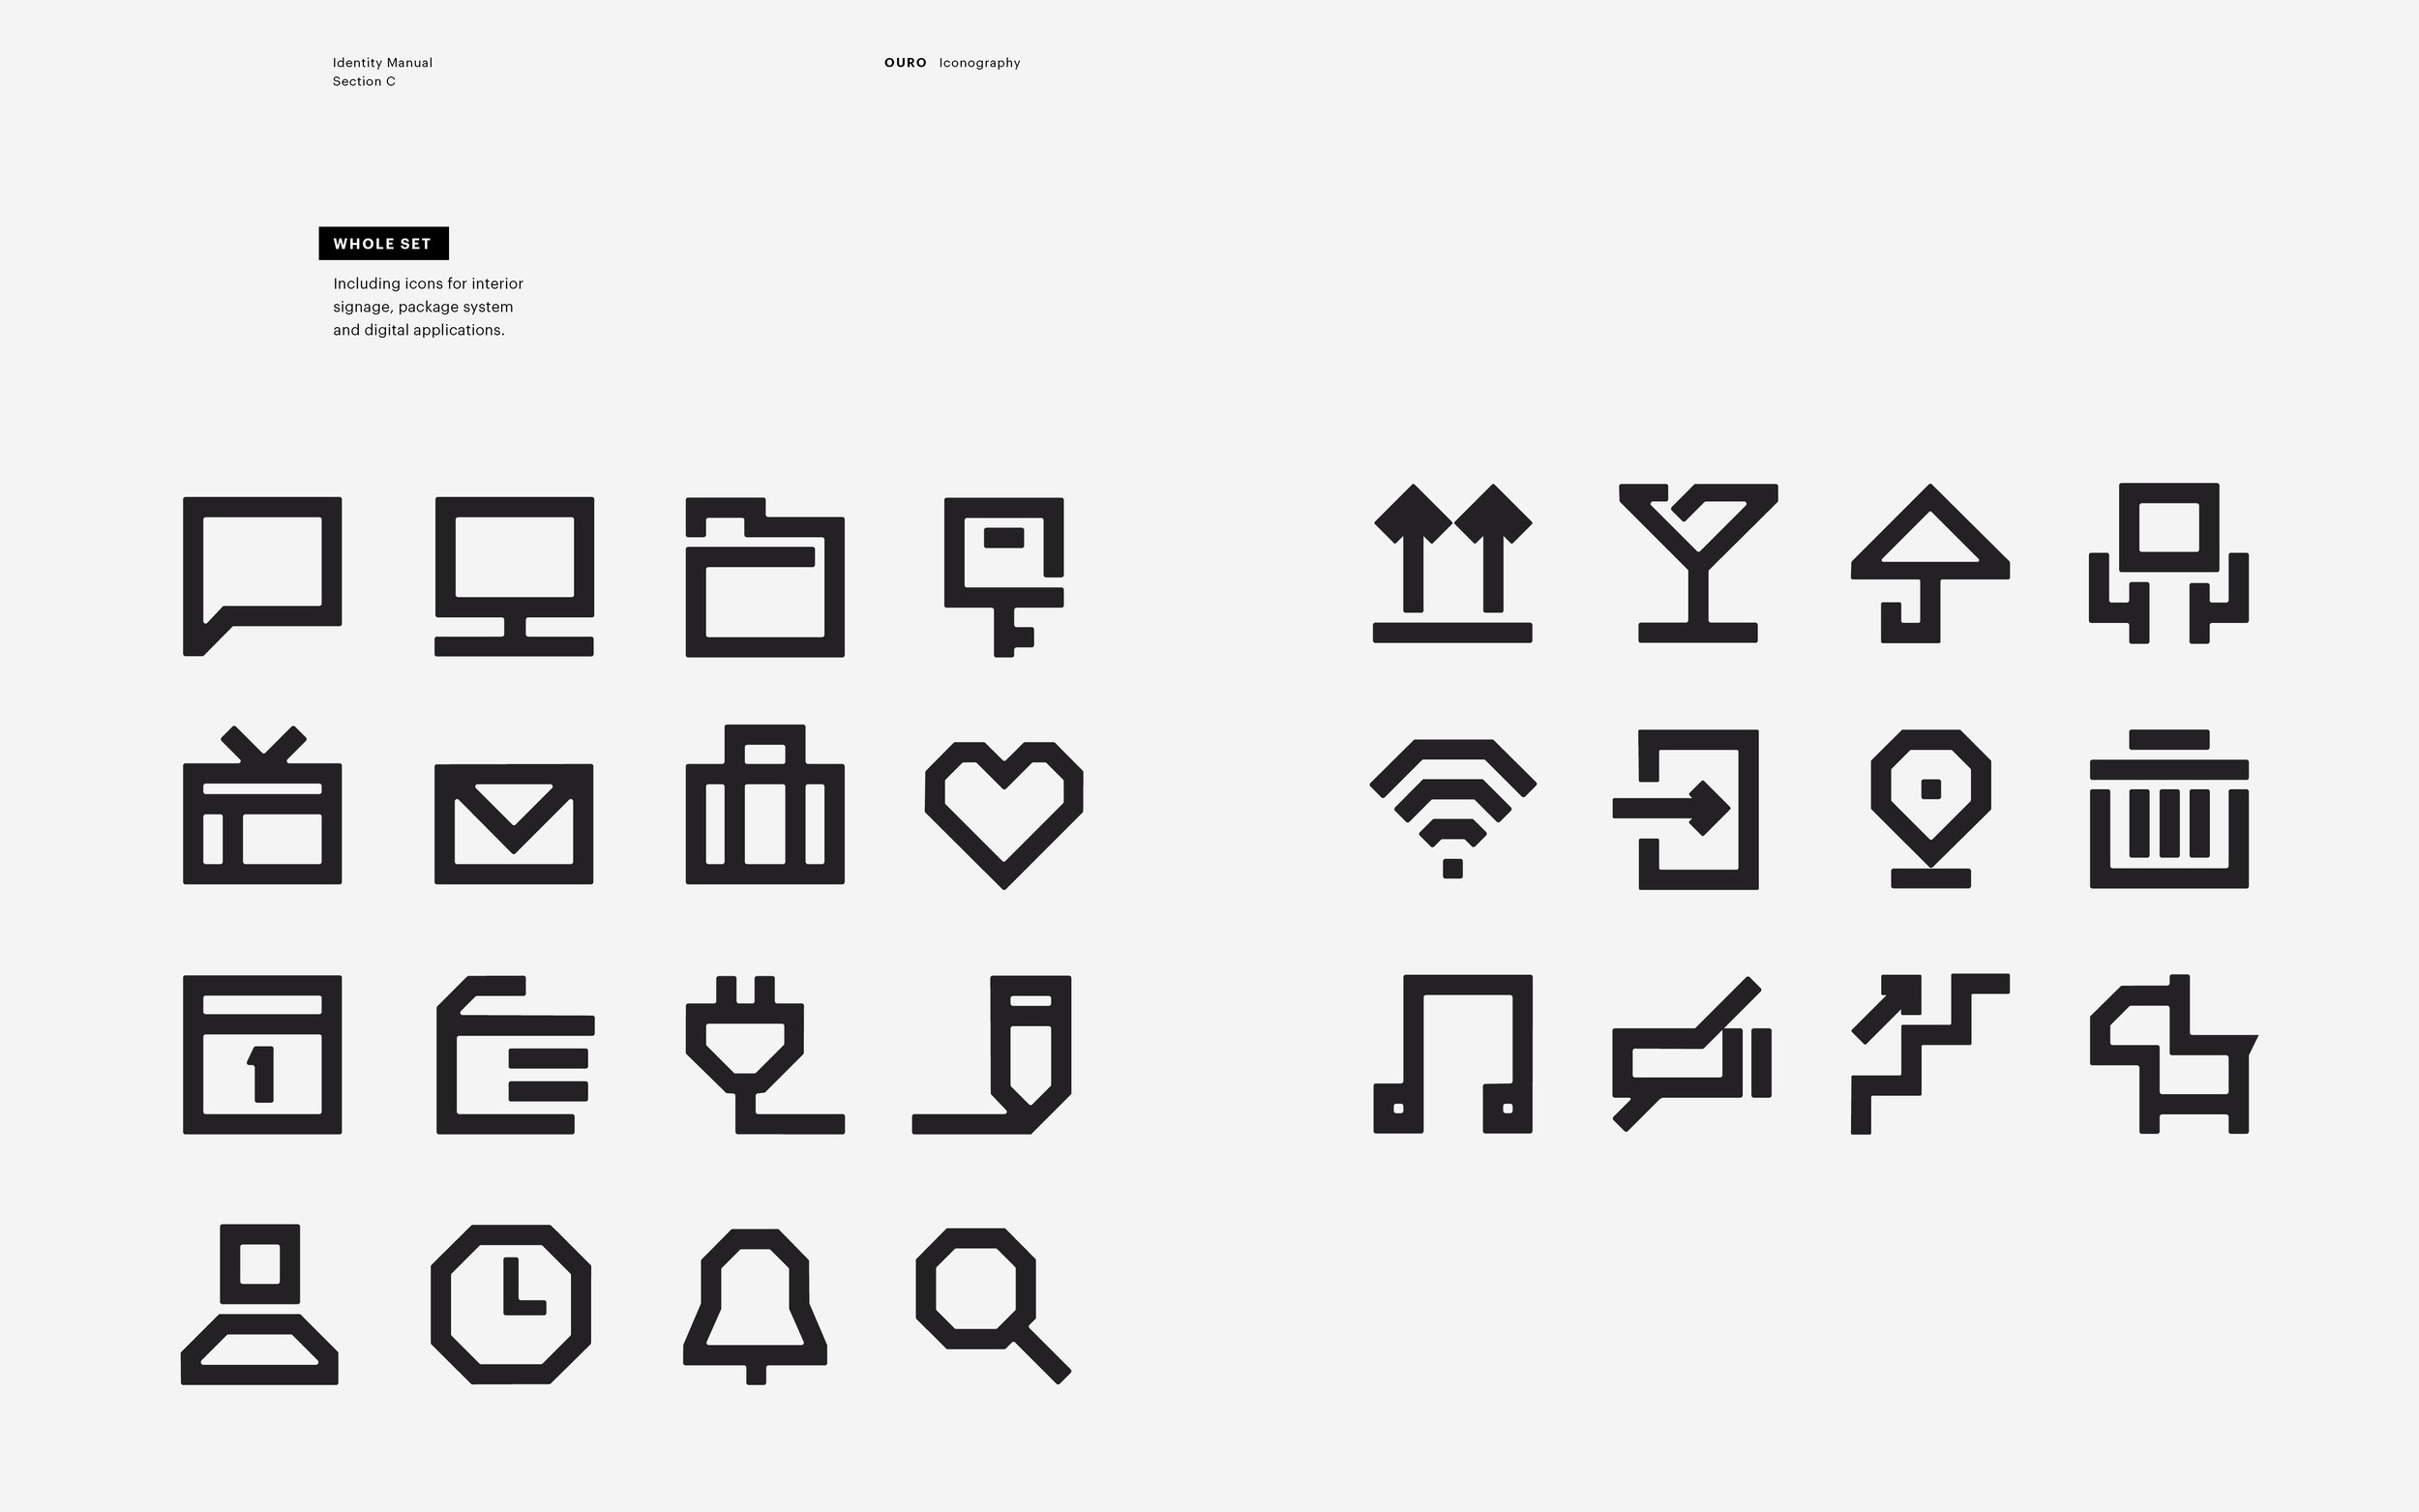 Identity Manual
Section C
OURO Iconography
WHOLE SET
Including icons for interior
signage, package system
and digital applications.
1